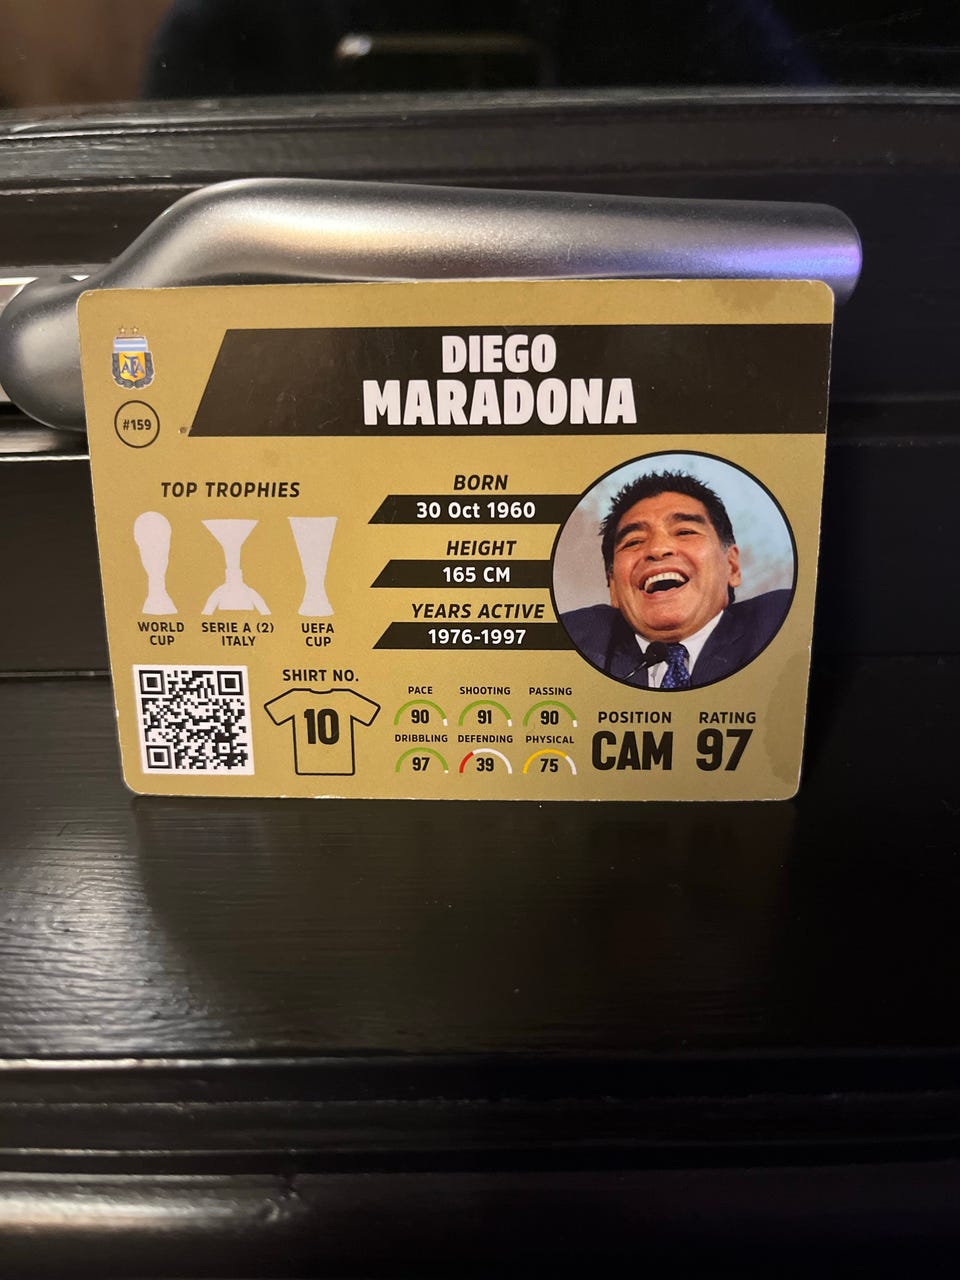 DIEGO
MARADONA
AFA
#159
TOP TROPHIES
WORLD
CUP
SERIE A (2)
ITALY
UEFA
CUP
BORN
30 Oct 1960
HEIGHT
165 CM
YEARS ACTIVE
1976-1997
SHIRT NO.
10
PACE
90
SHOOTING
91
PASSING
90
DRIBBLING
97
DEFENDING
39
PHYSICAL
75
POSITION
CAM
RATING
97